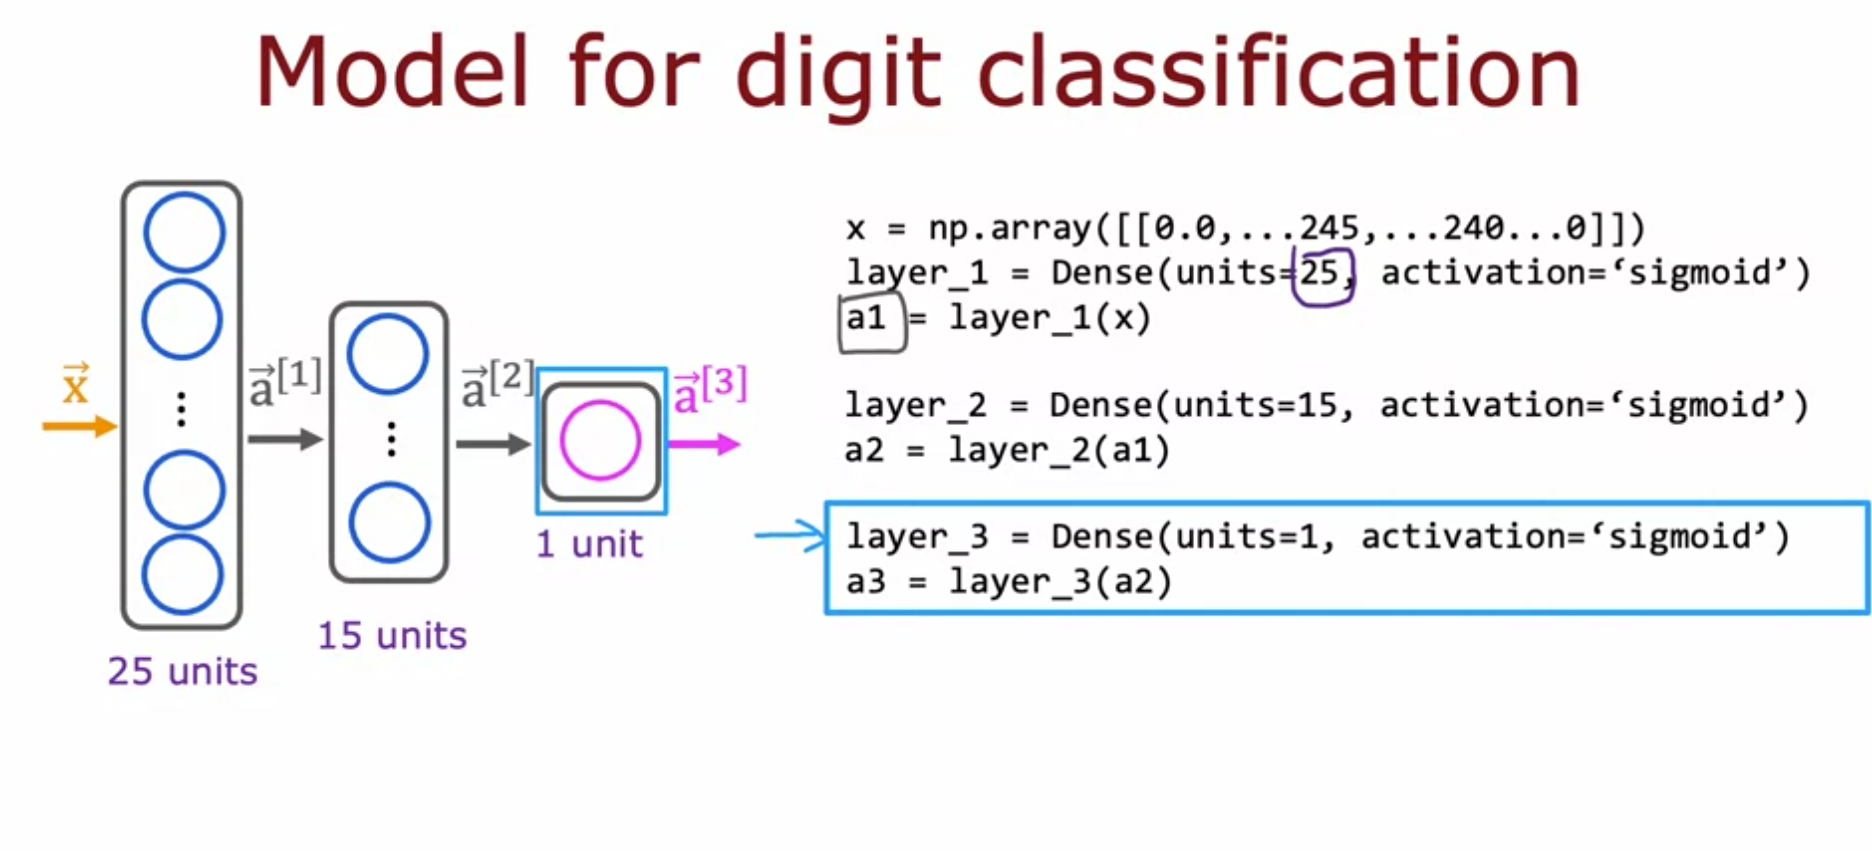 Model for digit classification
x⃗
a⃗[1]
a⃗[2]
a⃗[3]
25 units
15 units
1 unit
x = np.array([[0.0,...245,...240...0]])
layer_1 = Dense(units=25, activation=‘sigmoid’)
a1 = layer_1(x)
layer_2 = Dense(units=15, activation=‘sigmoid’)
a2 = layer_2(a1)
layer_3 = Dense(units=1, activation=‘sigmoid’)
a3 = layer_3(a2)